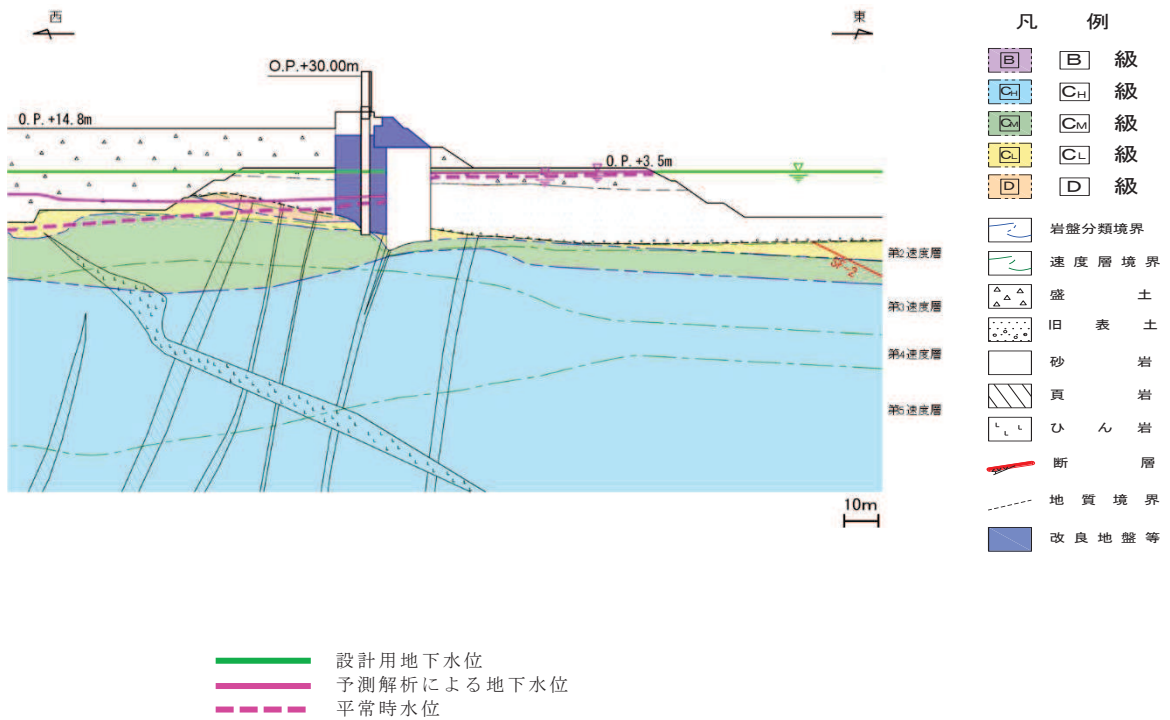 西
東
O.P.+30.00m
O.P.+14.8m
O.P.+3.5m
SF-2
第2速度層
第3速度層
第4速度層
第5速度層
10m
凡 例
B B 級
CH CH 級
CM CM 級
CL CL 級
D D 級
岩盤分類境界
速度層境界
盛土
旧表土
砂岩
頁岩
ひん岩
断層
地質境界
改良地盤等
設計用地下水位
予測解析による地下水位
平常時水位